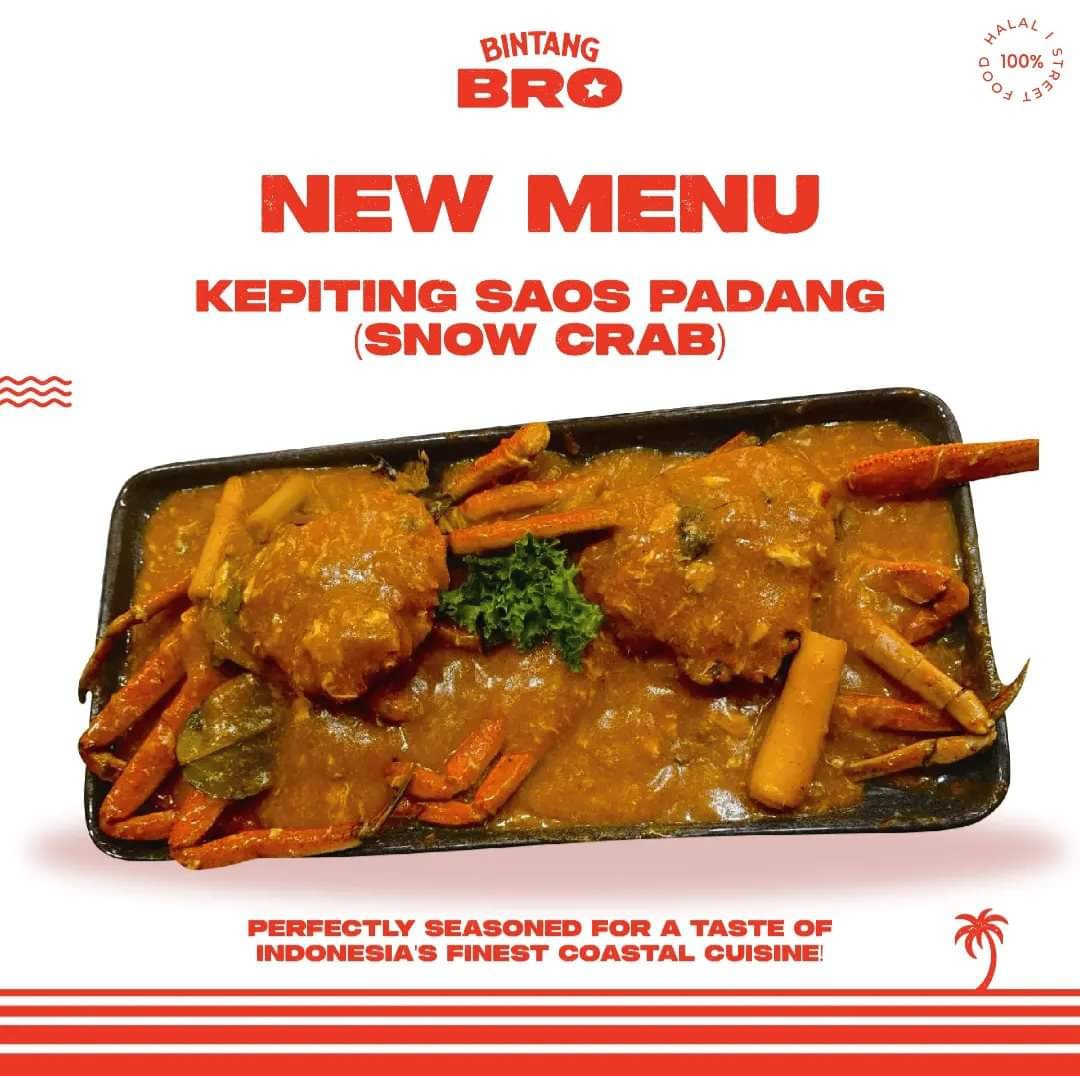 BINTANG
BRO
HALAL | STREET FOOD
100%
NEW MENU
KEPITING SAOS PADANG
(SNOW CRAB)
PERFECTLY SEASONED FOR A TASTE OF
INDONESIA'S FINEST COASTAL CUISINE!